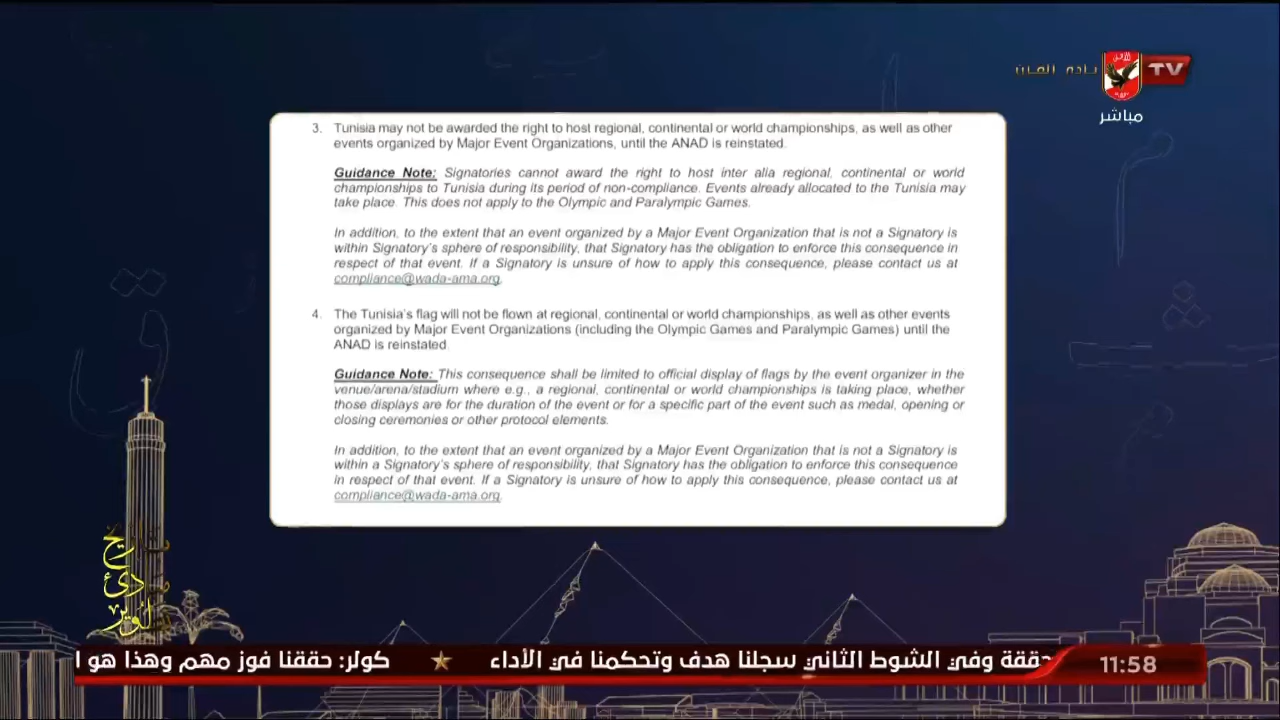 نادي القرن
TV
مباشر
3. Tunisia may not be awarded the right to host regional, continental or world championships, as well as other
events organized by Major Event Organizations, until the ANAD is reinstated.
Guidance Note: Signatories cannot award the right to host inter alia regional, continental or world
championships to Tunisia during its period of non-compliance. Events already allocated to the Tunisia may
take place. This does not apply to the Olympic and Paralympic Games.
In addition, to the extent that an event organized by a Major Event Organization that is not a Signatory is
within Signatory's sphere of responsibility, that Signatory has the obligation to enforce this consequence in
respect of that event. If a Signatory is unsure of how to apply this consequence, please contact us at
compliance@wada-ama.org.
4. The Tunisia's flag will not be flown at regional, continental or world championships, as well as other events
organized by Major Event Organizations (including the Olympic Games and Paralympic Games) until the
ANAD is reinstated.
Guidance Note: This consequence shall be limited to official display of flags by the event organizer in the
venue/arena/stadium where e.g., a regional, continental or world championships is taking place, whether
those displays are for the duration of the event or for a specific part of the event such as medal, opening or
closing ceremonies or other protocol elements.
In addition, to the extent that an event organized by a Major Event Organization that is not a Signatory is
within a Signatory's sphere of responsibility, that Signatory has the obligation to enforce this consequence
in respect of that event. If a Signatory is unsure of how to apply this consequence, please contact us at
compliance@wada-ama.org.
وفي الشوط الثاني سجلنا هدف وتحكمنا في الأداء ★ كولر: حققنا فوز مهم وهذا هو
11:58